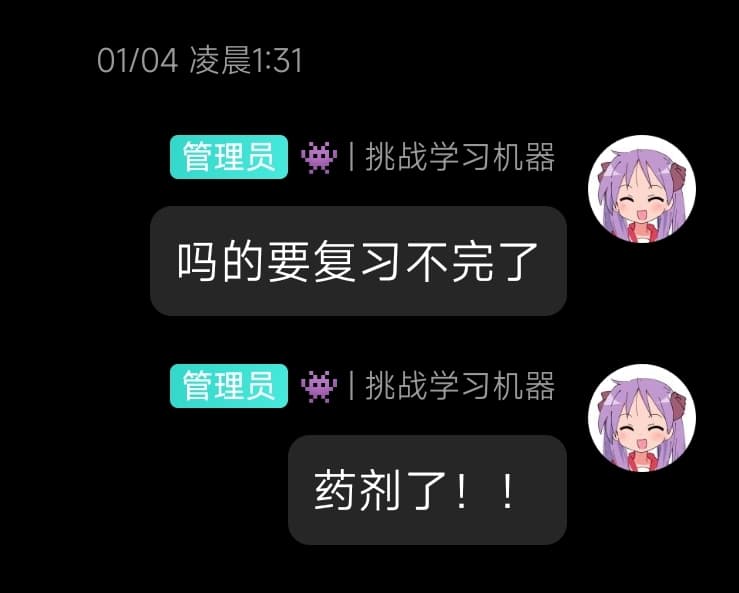 01/04 凌晨1:31
管理员 👾 | 挑战学习机器
吗的要复习不完了
管理员 👾 | 挑战学习机器
药剂了！！